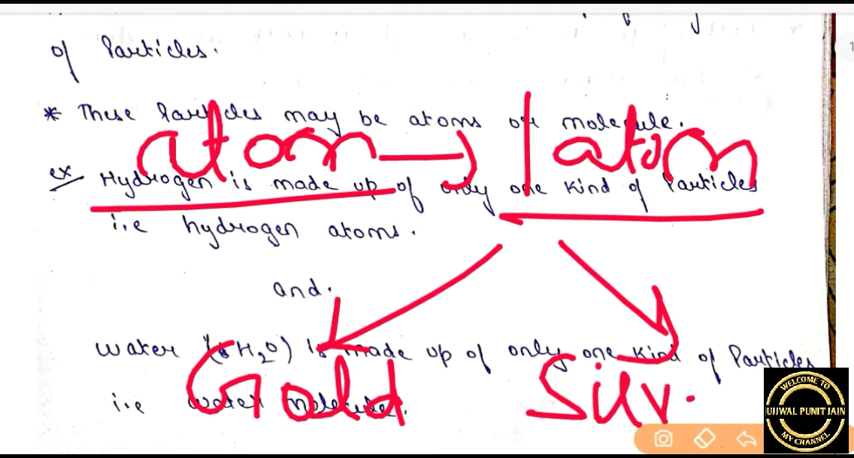 of Particles.
* These Particles may be atoms or molecule.
atom → 1 atom
ex Hydrogen is made up of only one kind of Particles
i.e hydrogen atoms.
and.
water (H2O) is made up of only one kind of Particles
i.e water molecule.
Gold Silv.
WELCOME TO
UJJWAL PUNIT JAIN
MY CHANNEL
1